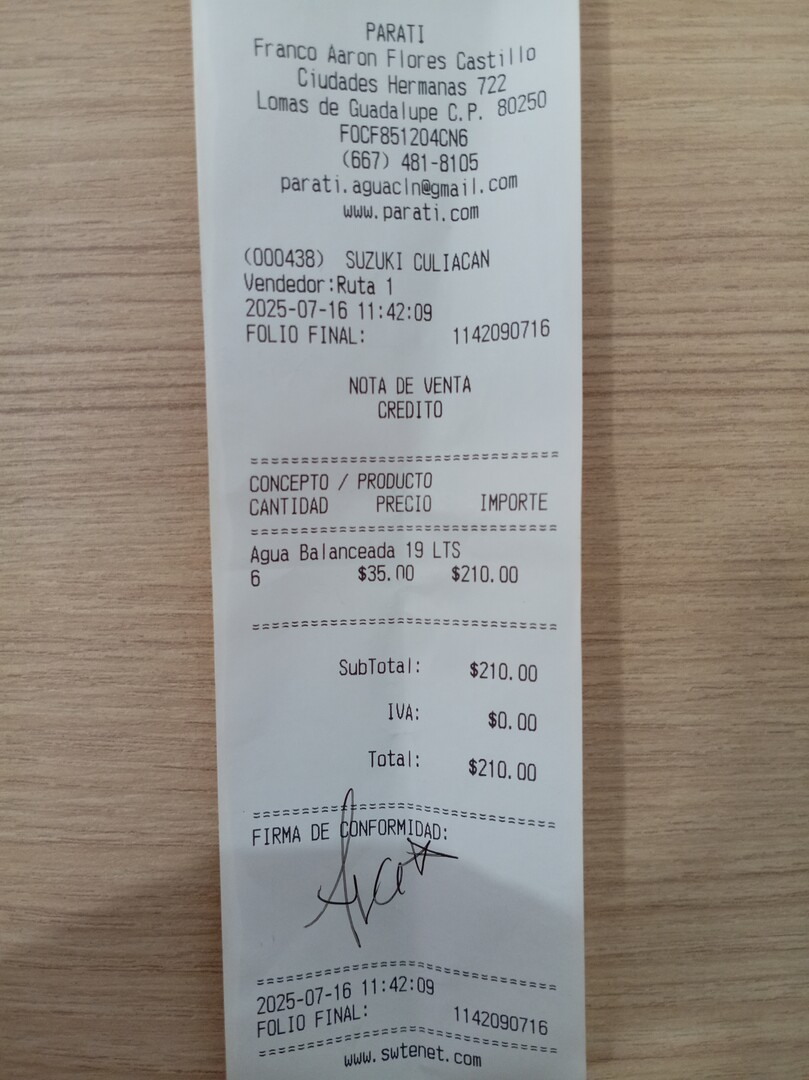 PARATI
Franco Aaron Flores Castillo
Ciudades Hermanas 722
Lomas de Guadalupe C.P. 80250
FOCF851204CN6
(667) 481-8105
parati.aguacln@gmail.com
www.parati.com
(000438) SUZUKI CULIACAN
Vendedor:Ruta 1
2025-07-16 11:42:09
FOLIO FINAL: 1142090716
NOTA DE VENTA
CREDITO
==================================
CONCEPTO / PRODUCTO
CANTIDAD PRECIO IMPORTE
==================================
Agua Balanceada 19 LTS
6 $35.00 $210.00
==================================
SubTotal: $210.00
IVA: $0.00
Total: $210.00
==================================
FIRMA DE CONFORMIDAD:
==================================
2025-07-16 11:42:09
FOLIO FINAL: 1142090716
==================================
www.swtenet.com